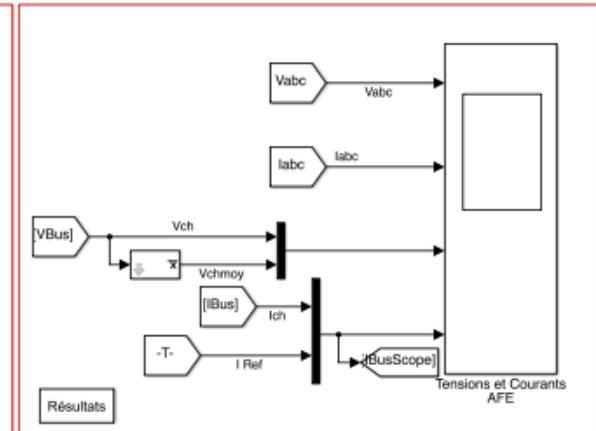 Vabc
Vabc
Iabc
Iabc
[VBus]
Vch
x
Vchmoy
[IBus]
Ich
-T-
I Ref
[IBusScope]
Tensions et Courants
AFE
Résultats